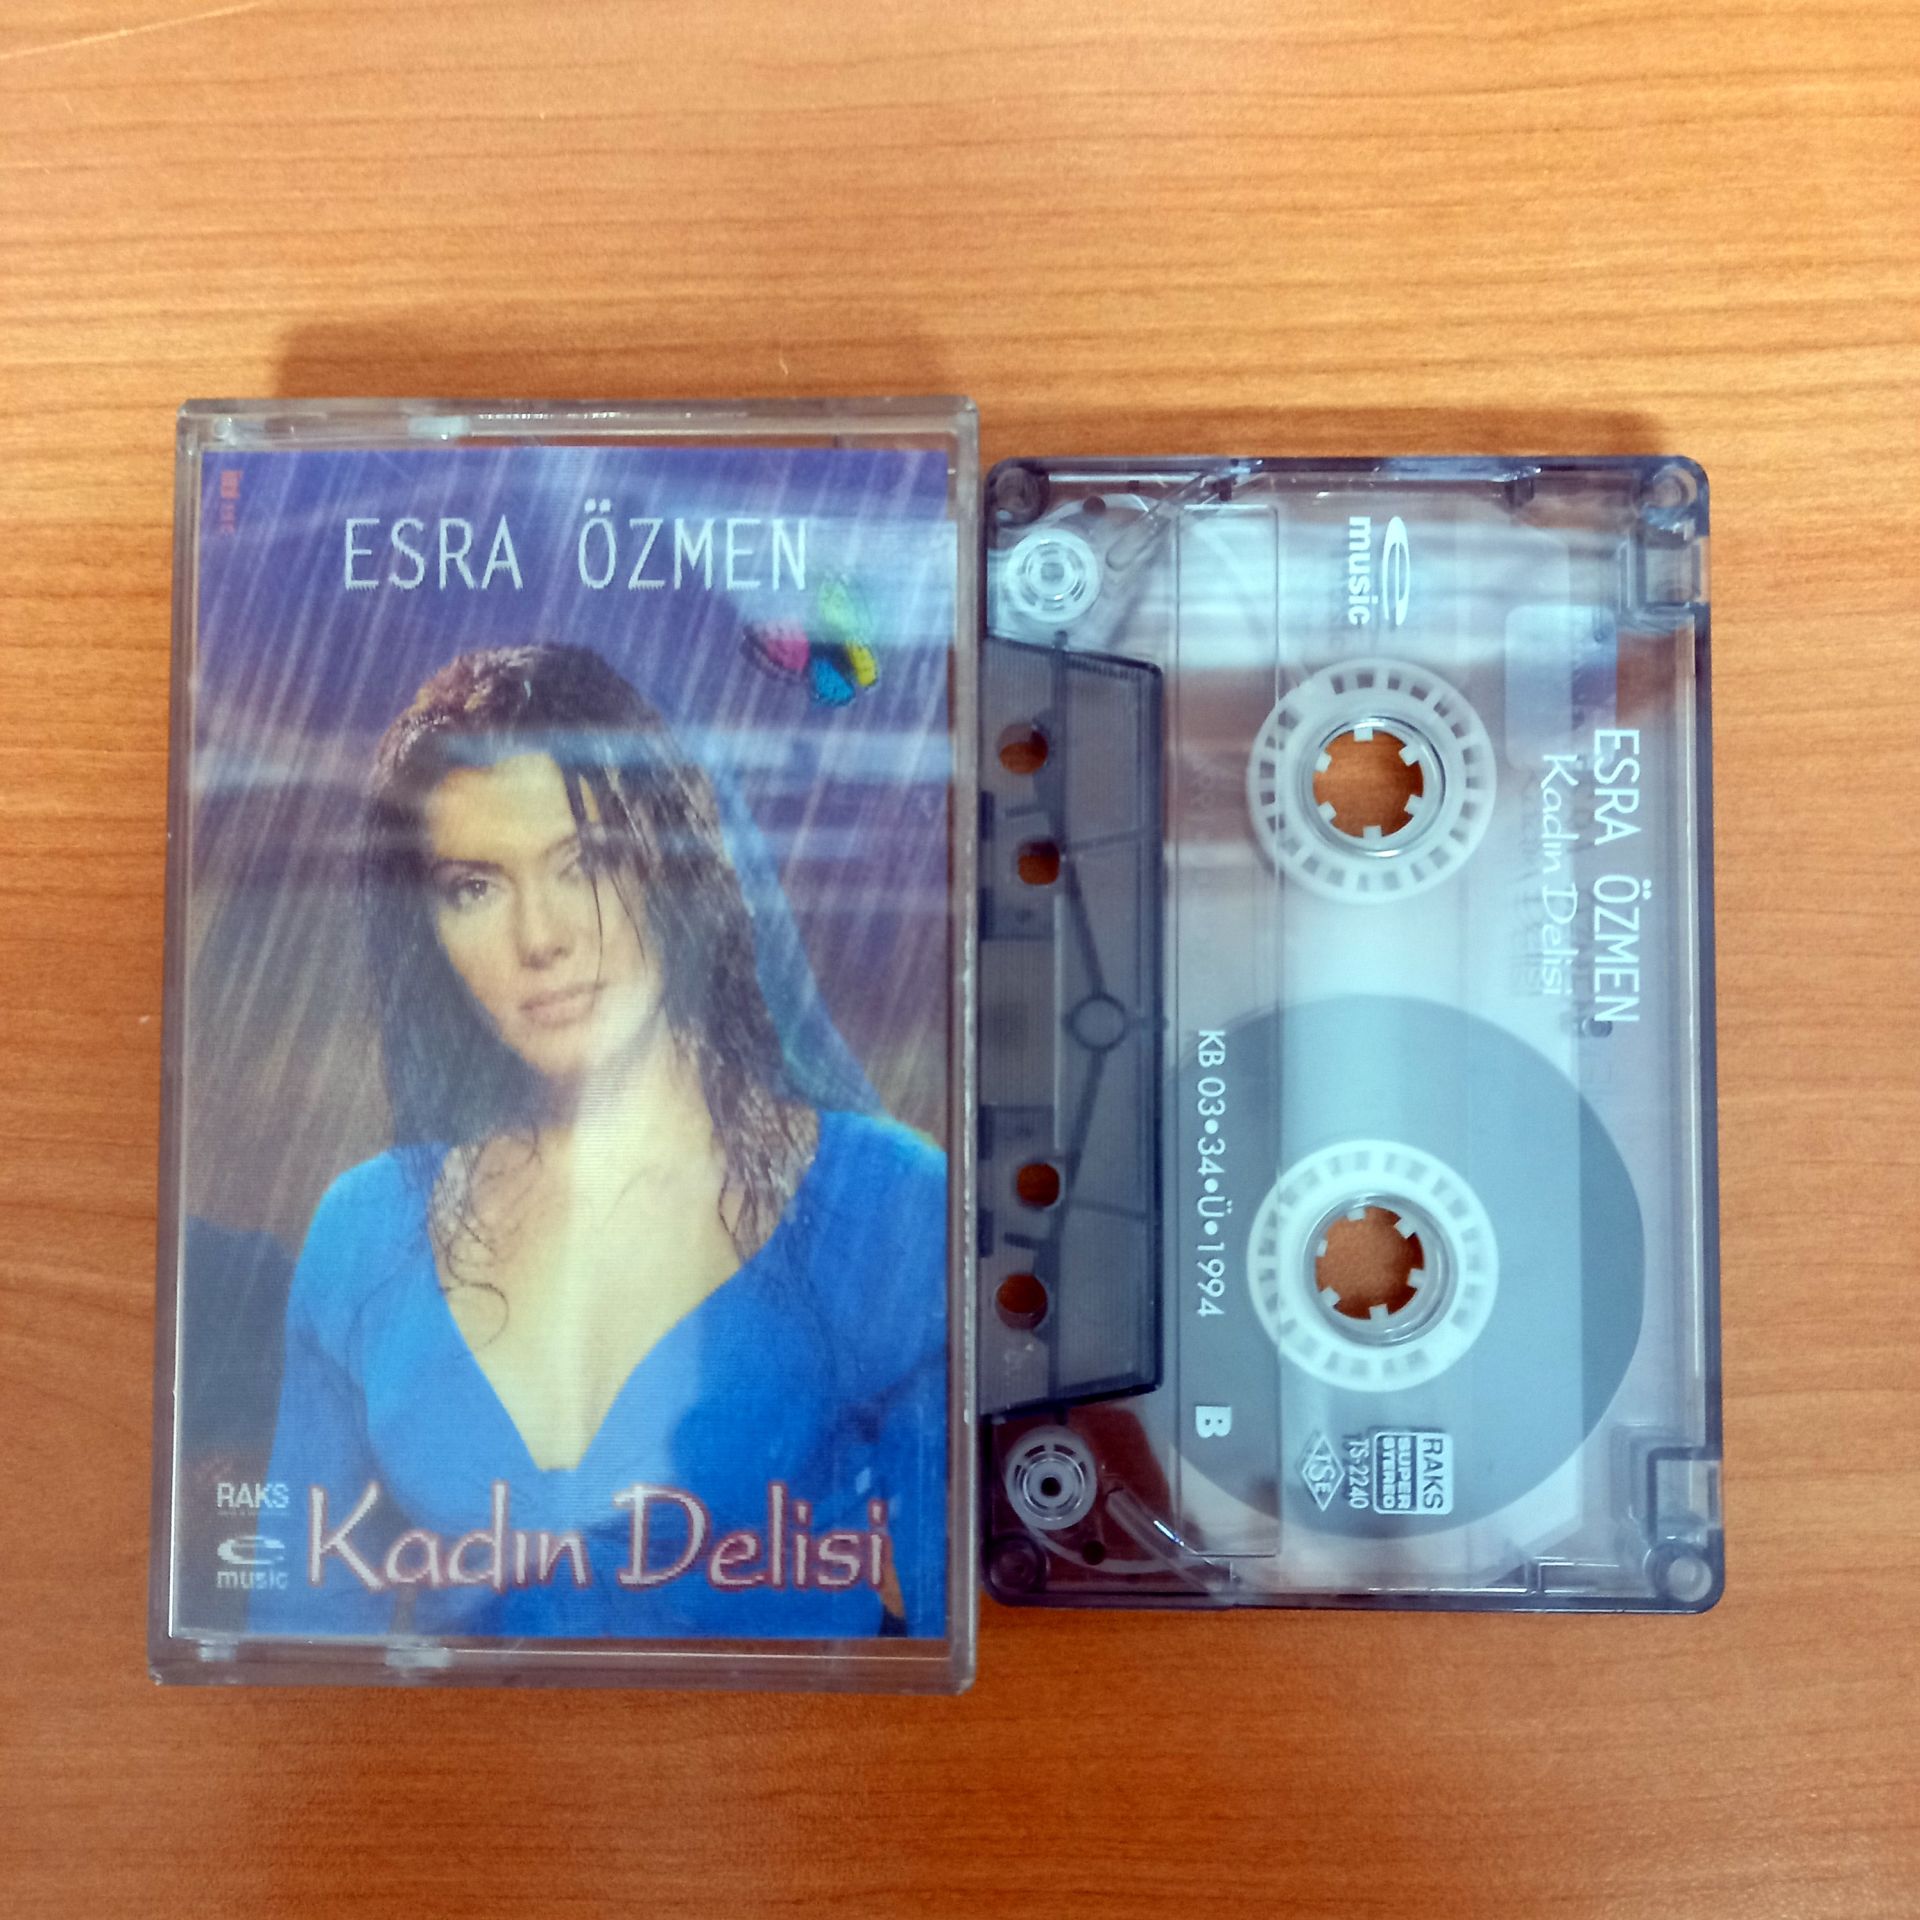 ESRA ÖZMEN
RAKS
music
Kadın Delisi
music
ESRA ÖZMEN
Kadın Delisi
KB 03•34•Ü•1994
B
RAKS
SUPER
STEREO
TS-2240
TSE